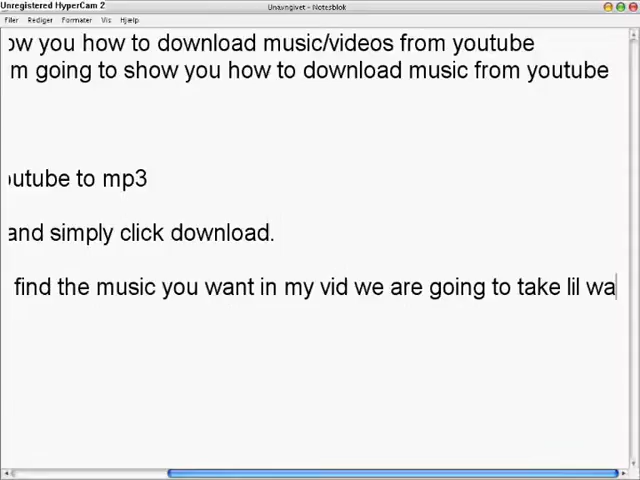 Unregistered HyperCam 2
Unavngivet - Notesblok
Filer Rediger Formater Vis Hjælp
ow you how to download music/videos from youtube
m going to show you how to download music from youtube
outube to mp3
and simply click download.
find the music you want in my vid we are going to take lil wa